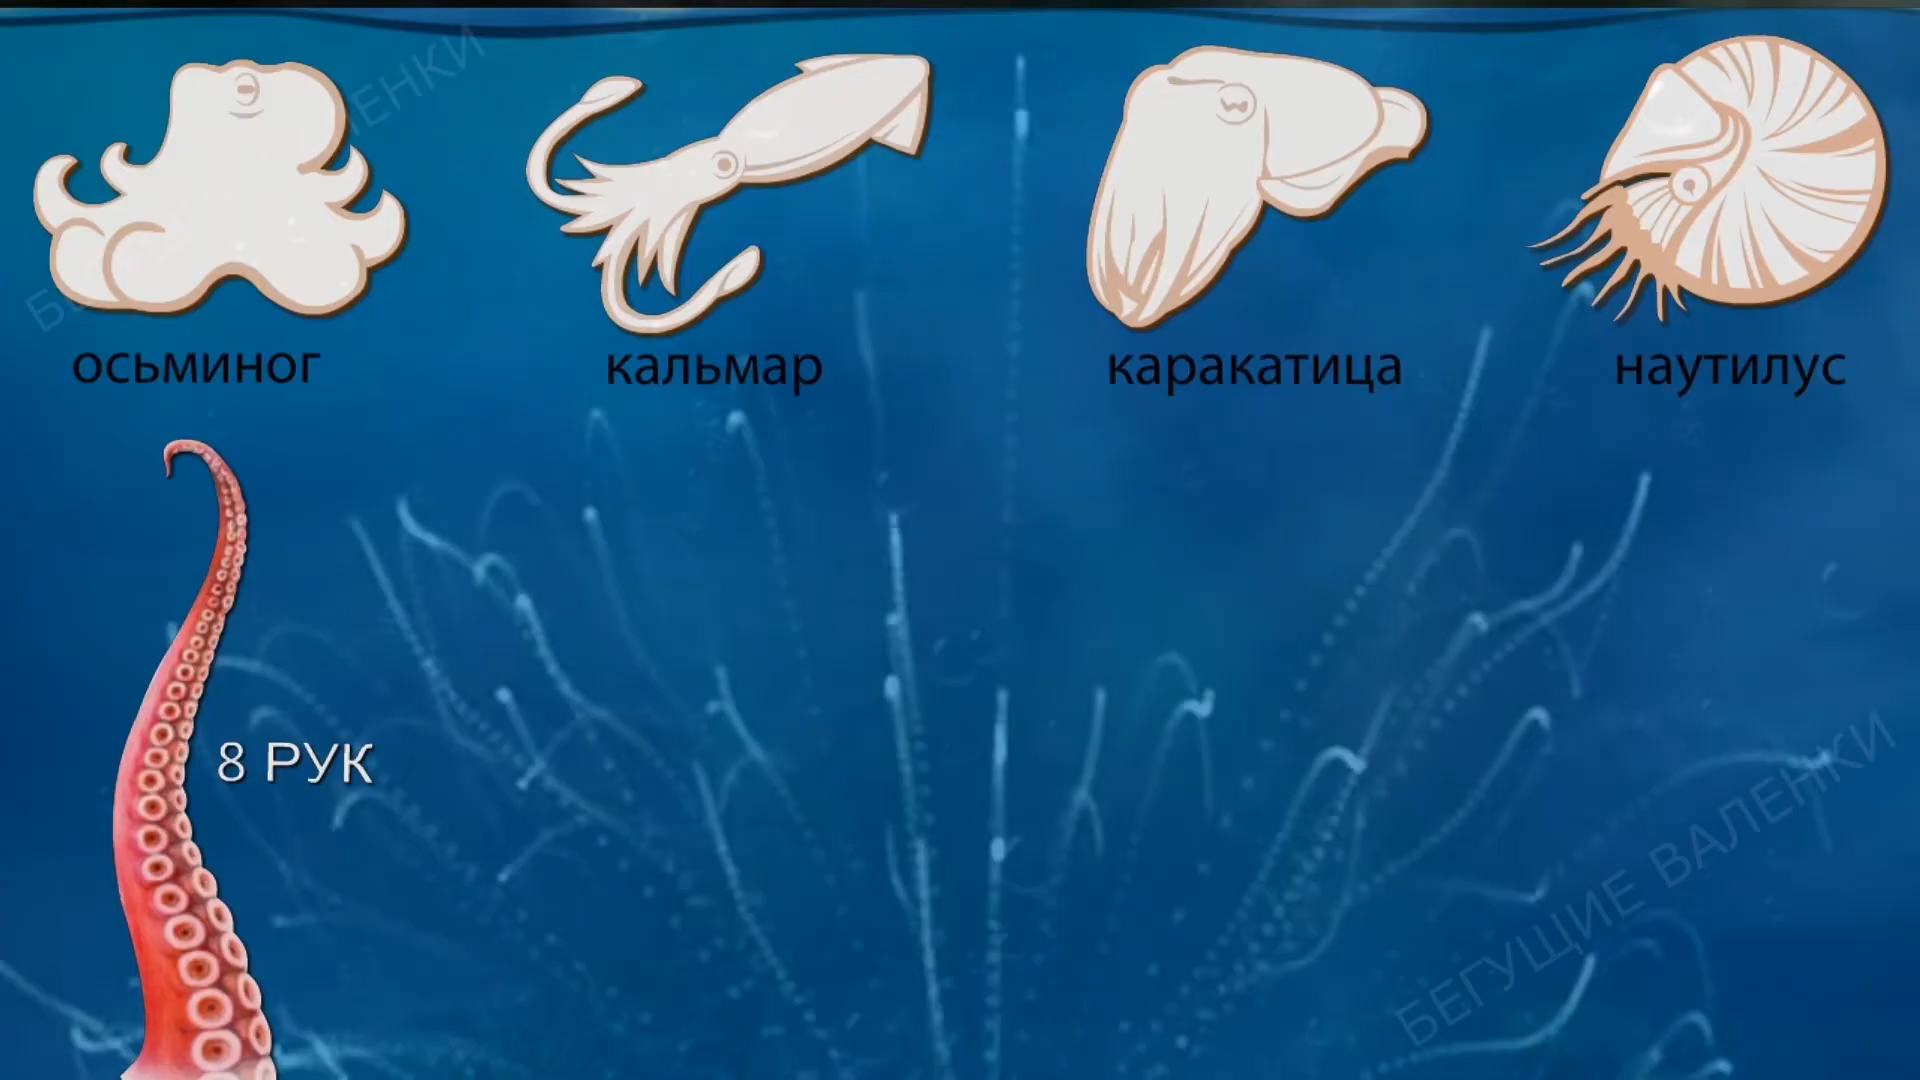 осьминог
кальмар
каракатица
наутилус
8 РУК
БЕГУЩИЕ ВАЛЕНКИ